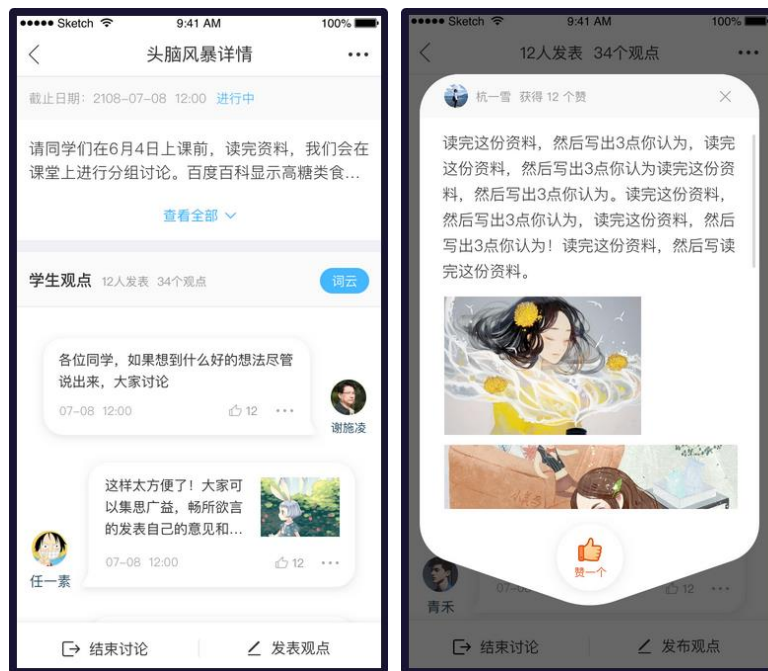 Sketch 9:41 AM 100%
头脑风暴详情
截止日期：2108-07-08 12:00 进行中
请同学们在6月4日上课前，读完资料，我们会在
课堂上进行分组讨论。百度百科显示高糖类食...
查看全部
学生观点 12人发表 34个观点 词云
各位同学，如果想到什么好的想法尽管
说出来，大家讨论
07-08 12:00 12
谢施凌
这样太方便了！大家可
以集思广益，畅所欲言
的发表自己的意见和...
07-08 12:00 12
任一素
结束讨论 发表观点
Sketch 9:41 AM 100%
12人发表 34个观点
杭一雪 获得 12 个赞
读完这份资料，然后写出3点你认为，读完
这份资料，然后写出3点你认为读完这份资
料，然后写出3点你认为。读完这份资料，
然后写出3点你认为，读完这份资料，然后
写出3点你认为！读完这份资料，然后写读
完这份资料。
赞一个
07-08 12
青禾
结束讨论 发布观点